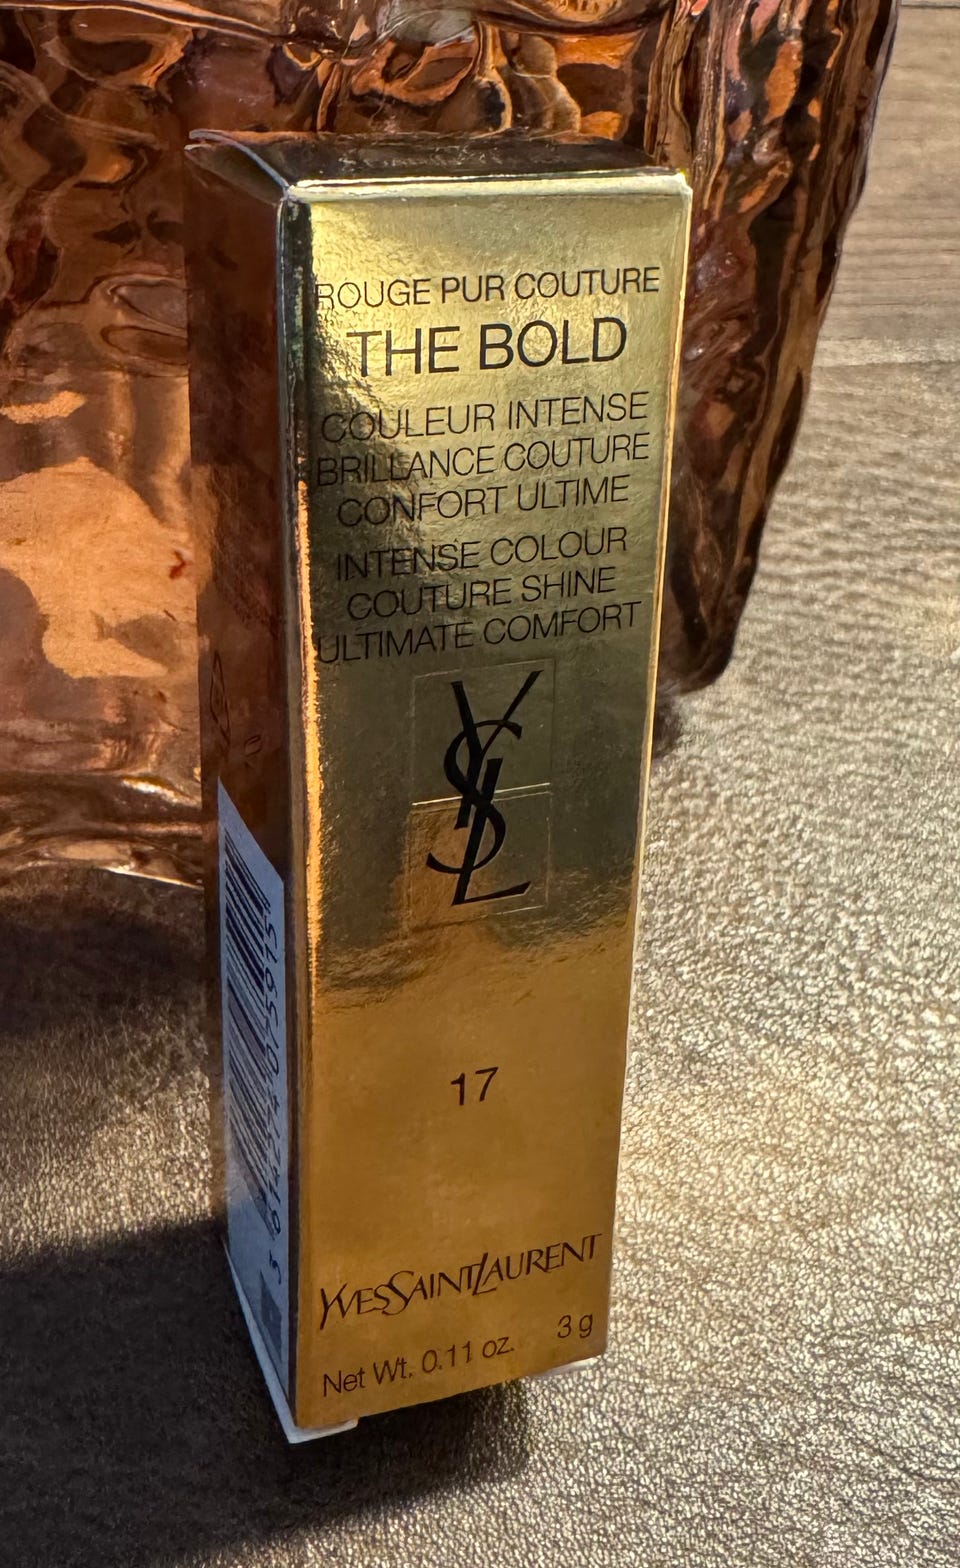 ROUGE PUR COUTURE
THE BOLD
COULEUR INTENSE
BRILLANCE COUTURE
CONFORT ULTIME
INTENSE COLOUR
COUTURE SHINE
ULTIMATE COMFORT
YSL
17
YVESSAINTLAURENT
Net Wt. 0.11 oz. 3 g